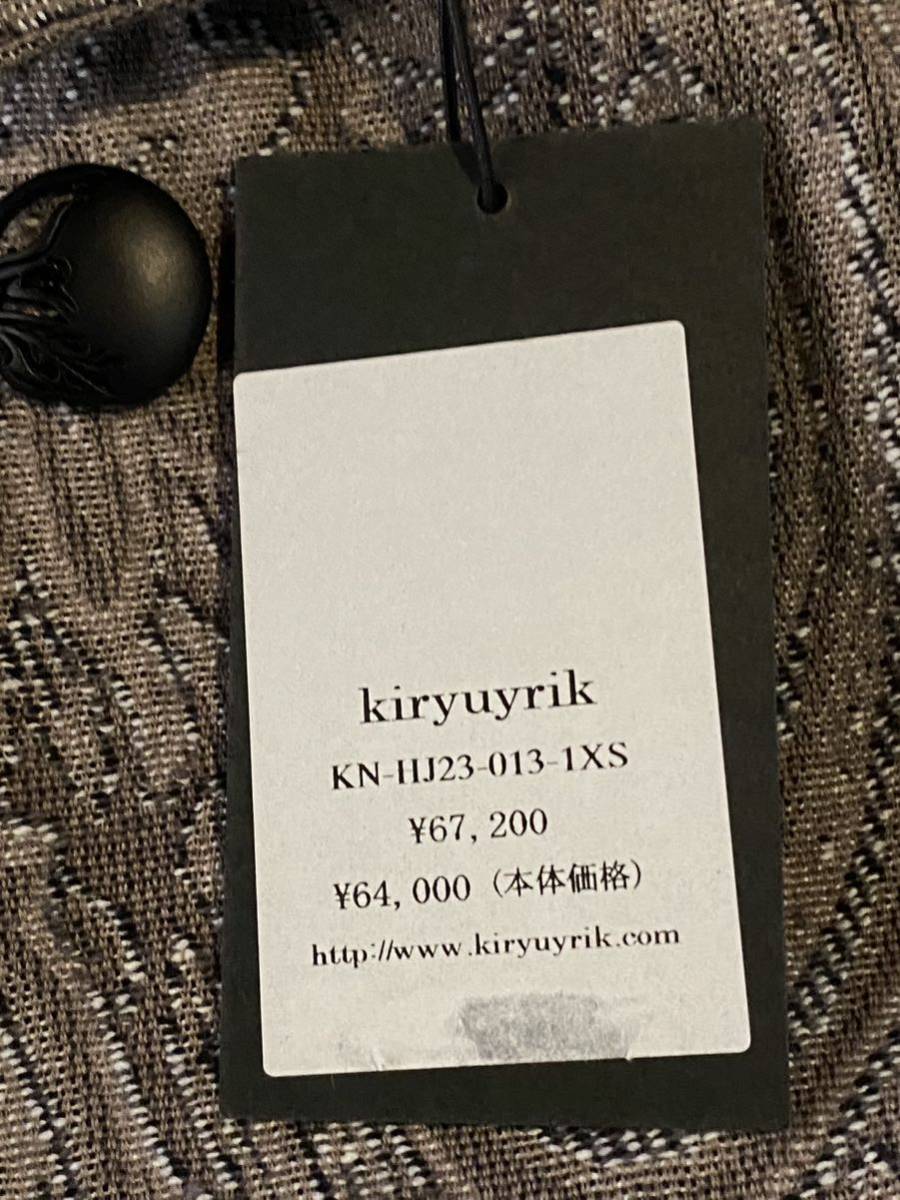 kiryuyrik
KN-HJ23-013-1XS
¥67,200
¥64,000（本体価格）
http://www.kiryuyrik.com